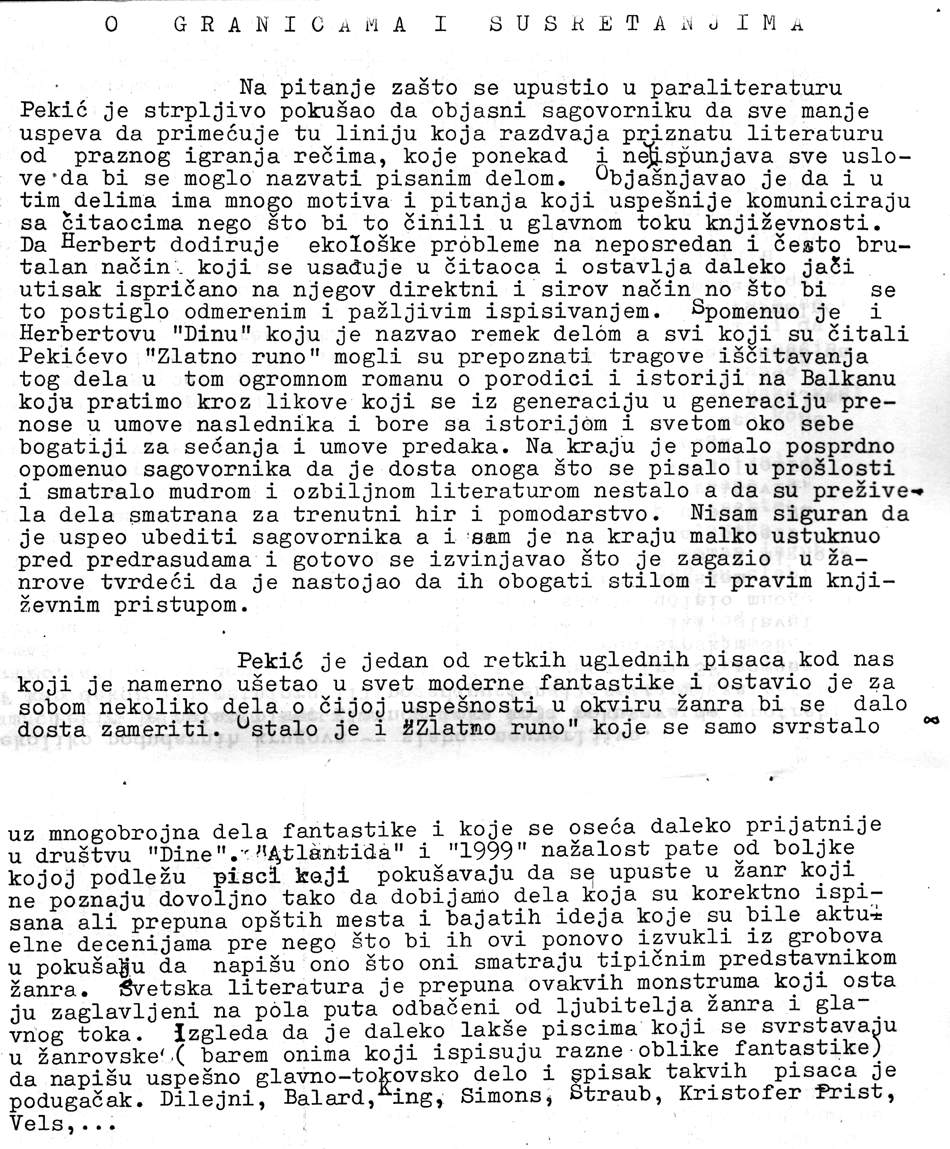 O GRANICAMA I SUSRETANJIMA
Na pitanje zašto se upustio u paraliteraturu
Pekić je strpljivo pokušao da objasni sagovorniku da sve manje
uspeva da primećuje tu liniju koja razdvaja priznatu literaturu
od praznog igranja rečima, koje ponekad i neispunjava sve uslo-
ve da bi se moglo nazvati pisanim delom. Objašnjavao je da i u
tim delima ima mnogo motiva i pitanja koji uspešnije komuniciraju
sa čitaocima nego što bi to činili u glavnom toku književnosti.
Da Herbert dodiruje ekološke probleme na neposredan i često bru-
talan način koji se usađuje u čitaoca i ostavlja daleko jači
utisak ispričano na njegov direktni i sirov način no što bi se
to postiglo odmerenim i pažljivim ispisivanjem. Spomenuo je i
Herbertovu "Dinu" koju je nazvao remek delom a svi koji su čitali
Pekićevo "Zlatno runo" mogli su prepoznati tragove iščitavanja
tog dela u tom ogromnom romanu o porodici i istoriji na Balkanu
koju pratimo kroz likove koji se iz generaciju u generaciju pre-
nose u umove naslednika i bore sa istorijom i svetom oko sebe
bogatiji za sećanja i umove predaka. Na kraju je pomalo posprdno
opomenuo sagovornika da je dosta onoga što se pisalo u prošlosti
i smatralo mudrom i ozbiljnom literaturom nestalo a da su prežive-
la dela smatrana za trenutni hir i pomodarstvo. Nisam siguran da
je uspeo ubediti sagovornika a i sam je na kraju malko ustuknuo
pred predrasudama i gotovo se izvinjavao što je zagazio u ža-
nrove tvrdeći da je nastojao da ih obogati stilom i pravim knji-
ževnim pristupom.
Pekić je jedan od retkih uglednih pisaca kod nas
koji je namerno ušetao u svet moderne fantastike i ostavio je za
sobom nekoliko dela o čijoj uspešnosti u okviru žanra bi se dalo
dosta zameriti. Ostalo je i "Zlatno runo" koje se samo svrstalo
uz mnogobrojna dela fantastike i koje se oseća daleko prijatnije
u društvu "Dine". "Atlantida" i "1999" nažalost pate od boljke
kojoj podležu pisci koji pokušavaju da se upuste u žanr koji
ne poznaju dovoljno tako da dobijamo dela koja su korektno ispi-
sana ali prepuna opštih mesta i bajatih ideja koje su bile aktu-
elne decenijama pre nego što bi ih ovi ponovo izvukli iz grobova
u pokušaju da napišu ono što oni smatraju tipičnim predstavnikom
žanra. Svetska literatura je prepuna ovakvih monstruma koji osta
ju zaglavljeni na pola puta odbačeni od ljubitelja žanra i gla-
vnog toka. Izgleda da je daleko lakše piscima koji se svrstavaju
u žanrovske ( barem onima koji ispisuju razne oblike fantastike)
da napišu uspešno glavno-tokovsko delo i spisak takvih pisaca je
podugačak. Dilejni, Balard, King, Simons, Straub, Kristofer Prist,
Vels,...